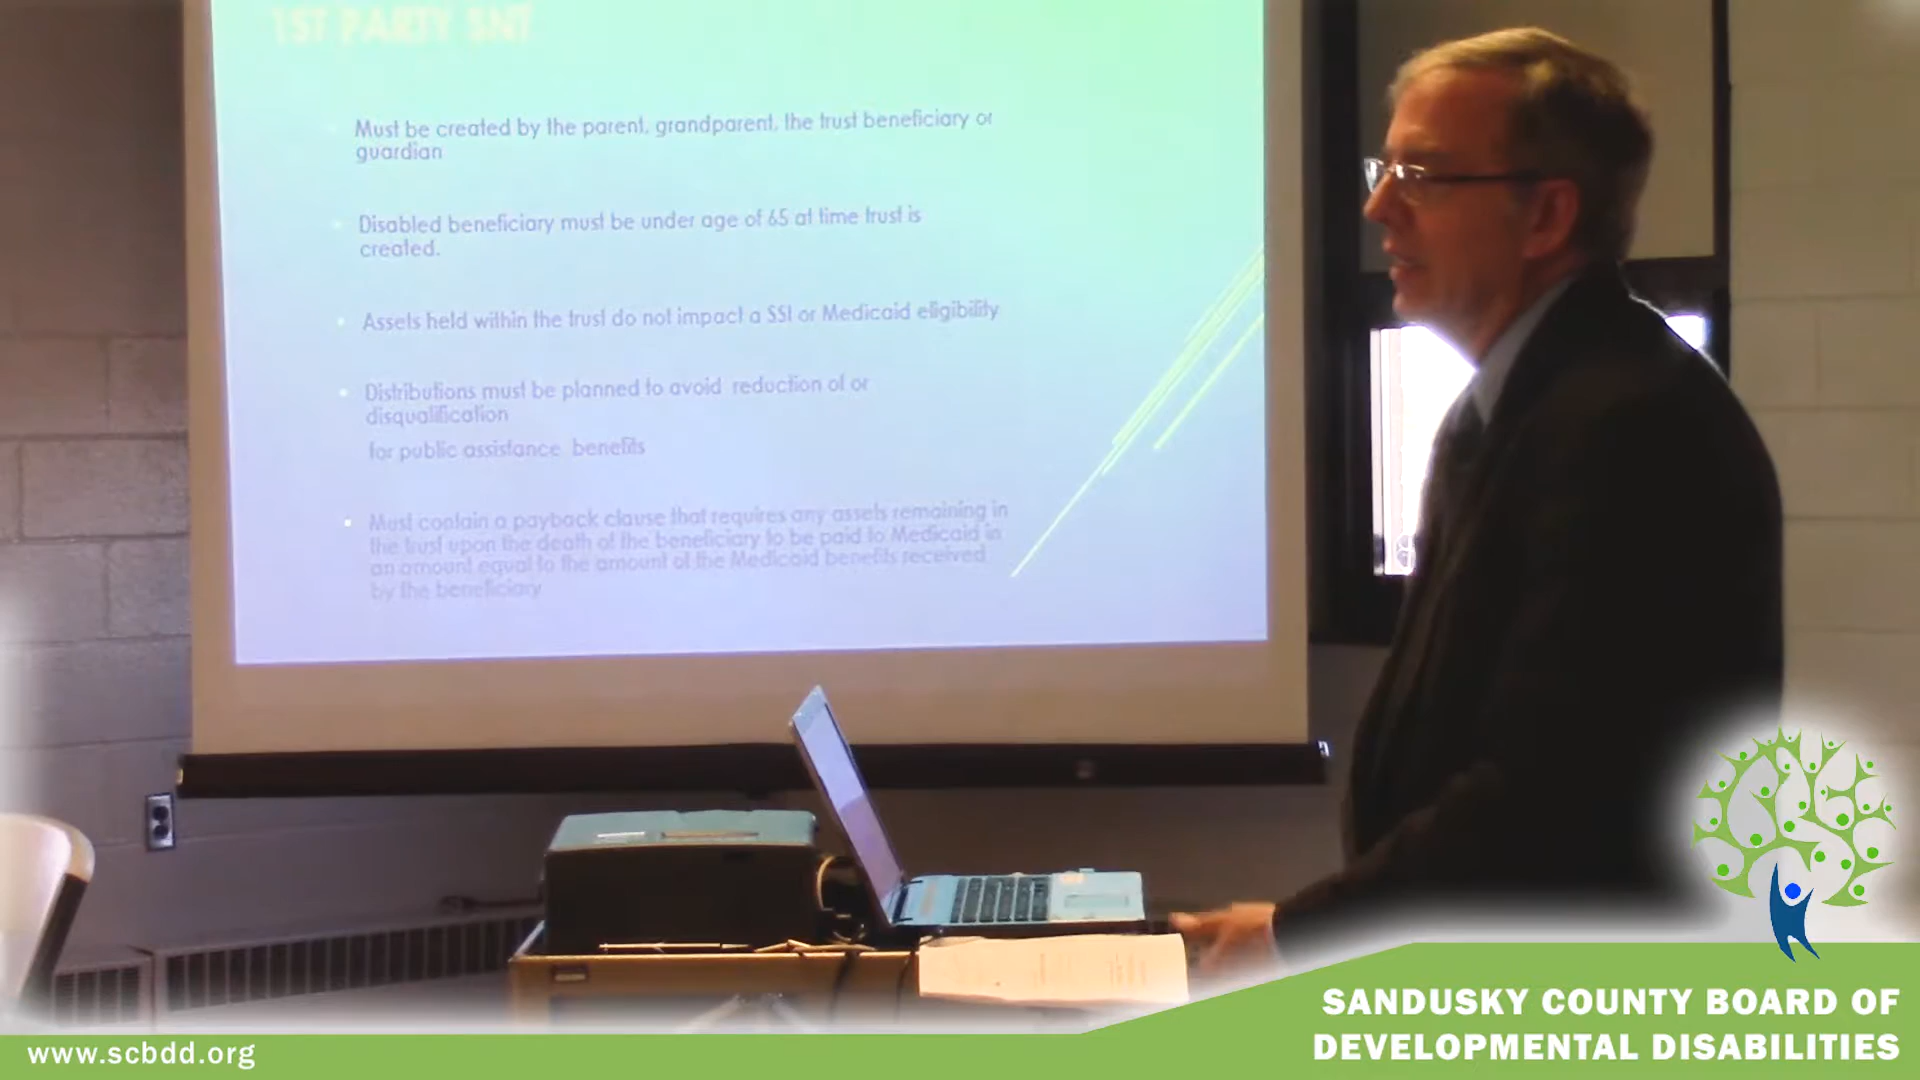 1ST PARTY SNT
Must be created by the parent, grandparent, the trust beneficiary or
guardian
Disabled beneficiary must be under age of 65 at time trust is
created.
Assets held within the trust do not impact a SSI or Medicaid eligibility
Distributions must be planned to avoid reduction of or
disqualification
for public assistance benefits
Must contain a payback clause that requires any assets remaining in
the trust upon the death of the beneficiary to be paid to Medicaid in
an amount equal to the amount of the Medicaid benefits received
by the beneficiary
SANDUSKY COUNTY BOARD OF
DEVELOPMENTAL DISABILITIES
www.scbdd.org